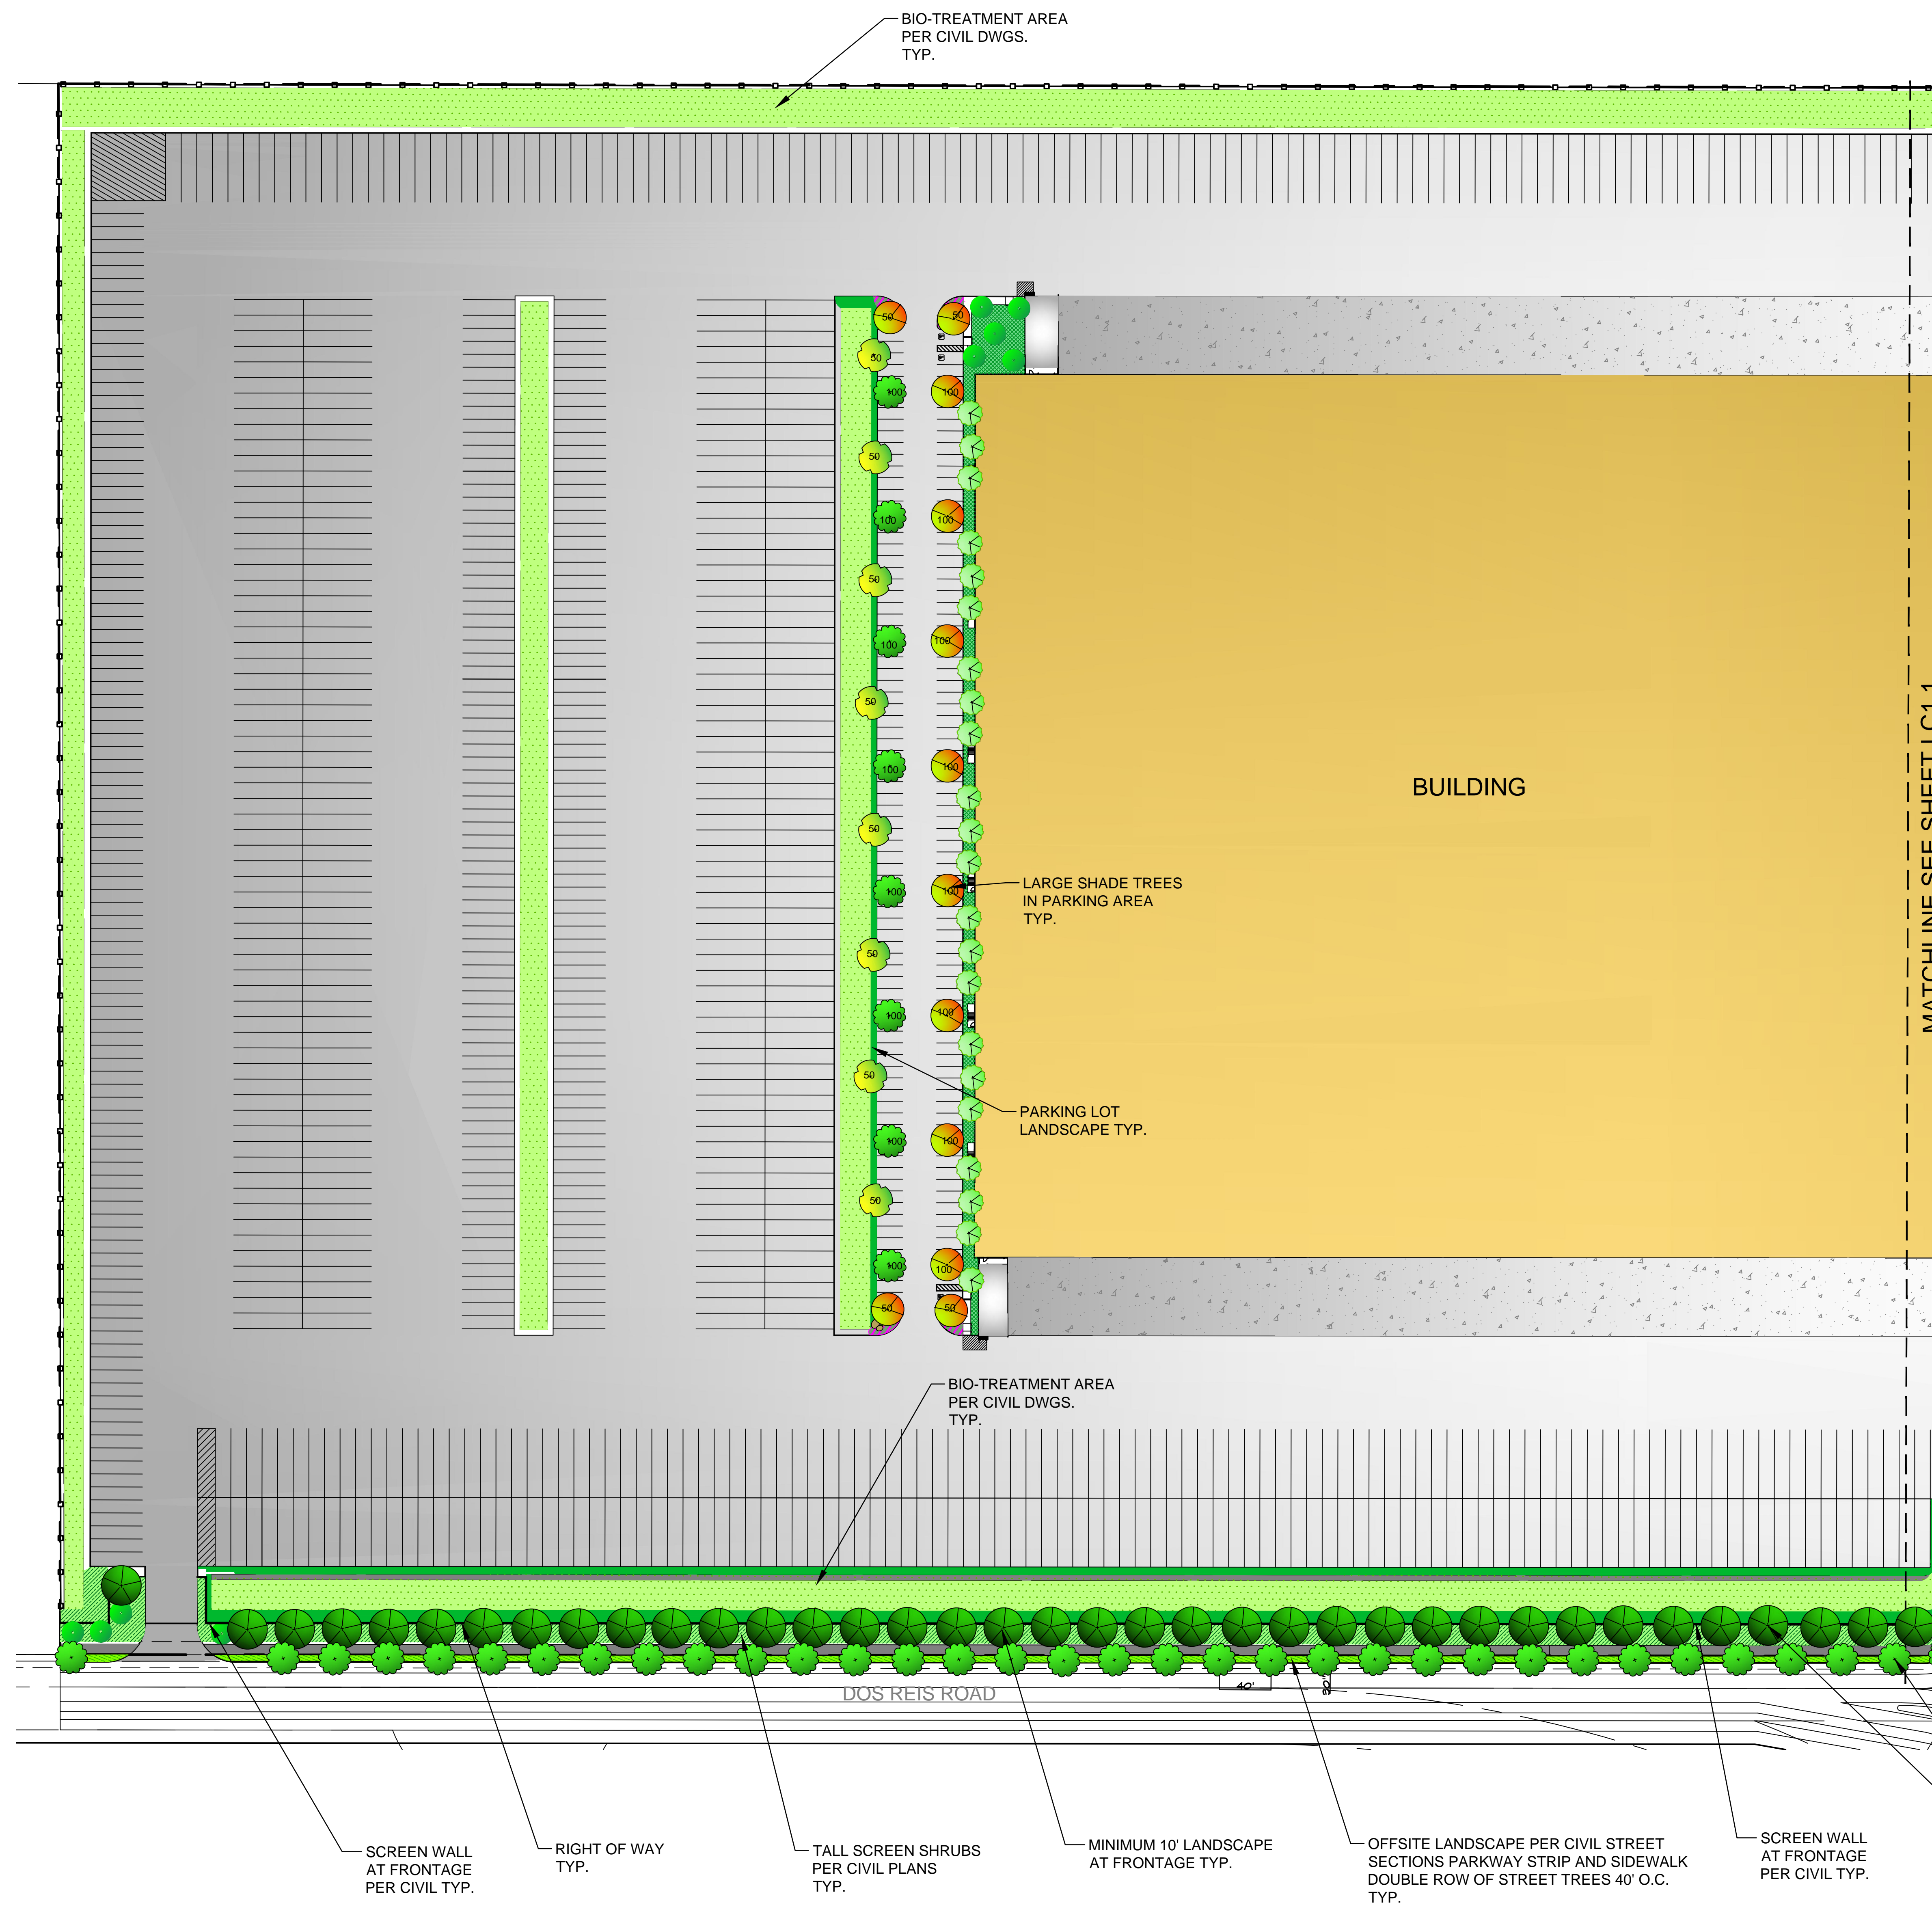 BIO-TREATMENT AREA
PER CIVIL DWGS.
TYP.
50
50
50
100
100
50
100
100
50
100
100
50
100
100
50
BUILDING
MATCHLINE SEE SHEET LC1.1
100
100
LARGE SHADE TREES
IN PARKING AREA
TYP.
50
100
100
50
PARKING LOT
LANDSCAPE TYP.
100
100
50
100
100
50
50
BIO-TREATMENT AREA
PER CIVIL DWGS.
TYP.
40'
30'
DOS REIS ROAD
SCREEN WALL
AT FRONTAGE
PER CIVIL TYP.
RIGHT OF WAY
TYP.
TALL SCREEN SHRUBS
PER CIVIL PLANS
TYP.
MINIMUM 10' LANDSCAPE
AT FRONTAGE TYP.
OFFSITE LANDSCAPE PER CIVIL STREET
SECTIONS PARKWAY STRIP AND SIDEWALK
DOUBLE ROW OF STREET TREES 40' O.C.
TYP.
SCREEN WALL
AT FRONTAGE
PER CIVIL TYP.